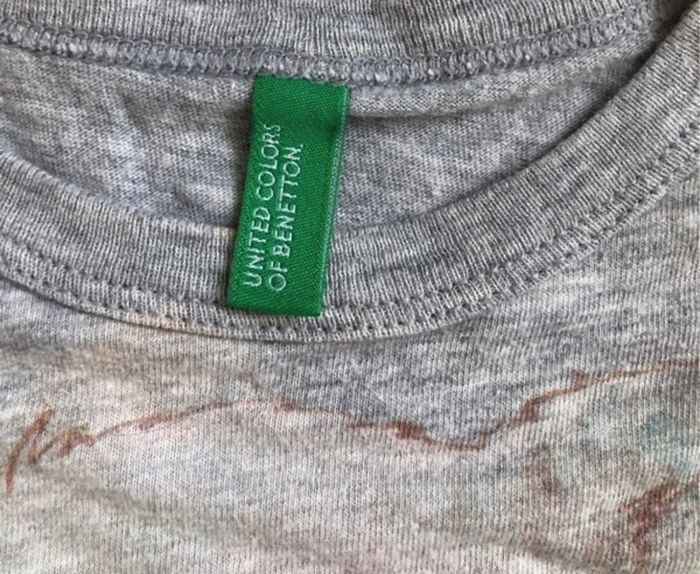 UNITED COLORS
OF BENETTON.